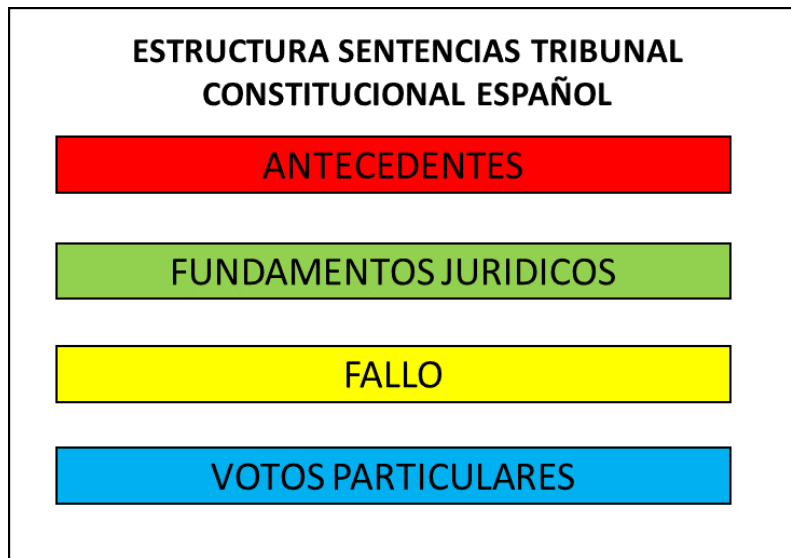 ESTRUCTURA SENTENCIAS TRIBUNAL
CONSTITUCIONAL ESPAÑOL
ANTECEDENTES
FUNDAMENTOS JURIDICOS
FALLO
VOTOS PARTICULARES